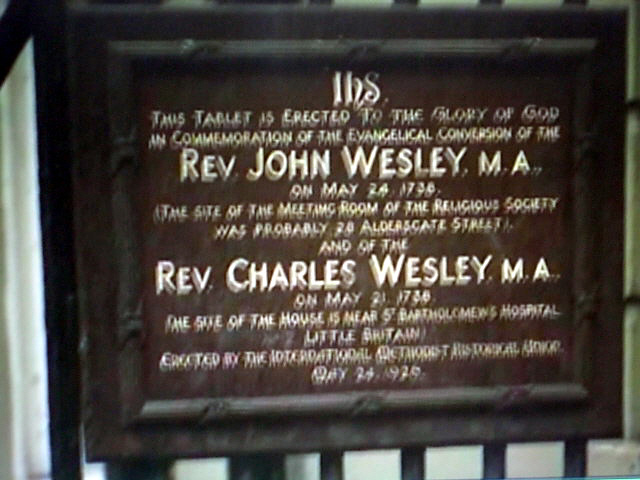 IhS.
THIS TABLET IS ERECTED TO THE GLORY OF GOD
IN COMMEMORATION OF THE EVANGELICAL CONVERSION OF THE
REV. JOHN WESLEY. M.A.,
ON MAY 24. 1738.
(THE SITE OF THE MEETING ROOM OF THE RELIGIOUS SOCIETY
WAS PROBABLY 28 ALDERSGATE STREET).
AND OF THE
REV. CHARLES WESLEY. M.A.,
ON MAY 21. 1738.
THE SITE OF THE HOUSE IS NEAR ST BARTHOLOMEWS HOSPITAL
LITTLE BRITAIN)
ERECTED BY THE INTERNATIONAL METHODIST HISTORICAL UNION.
MAY 24. 1926.